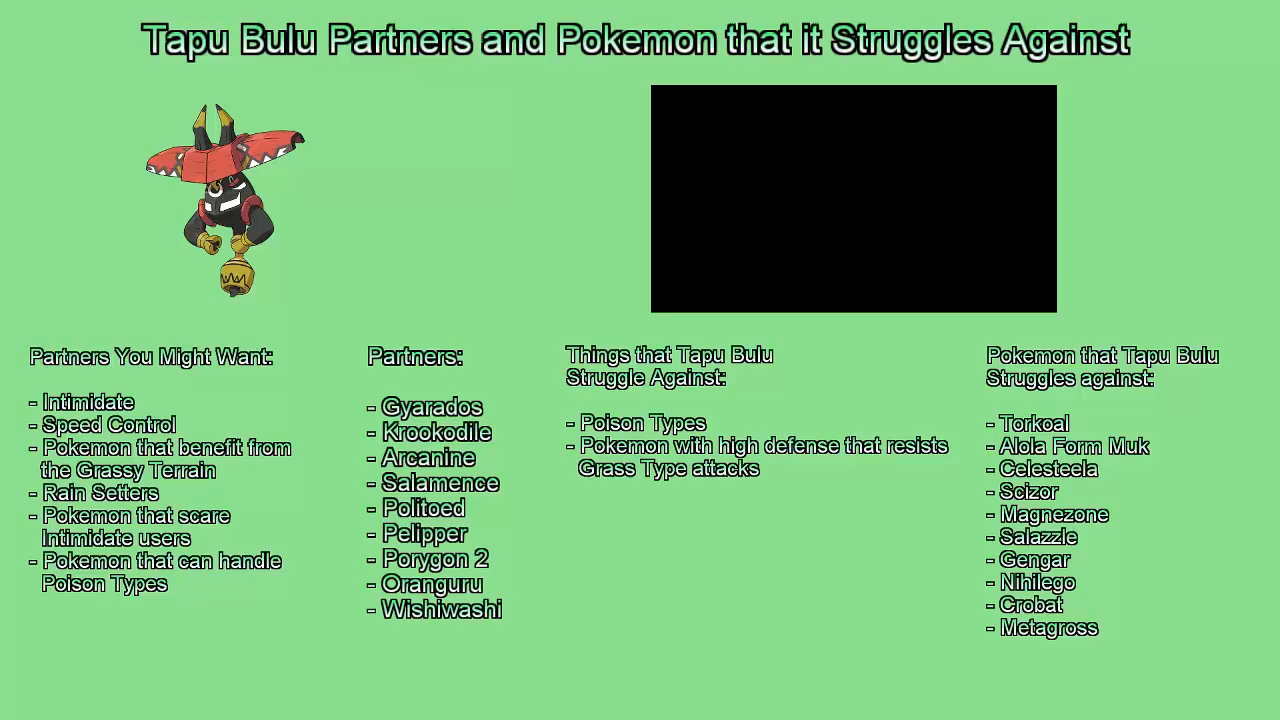 Tapu Bulu Partners and Pokemon that it Struggles Against
Partners You Might Want:
- Intimidate
- Speed Control
- Pokemon that benefit from
the Grassy Terrain
- Rain Setters
- Pokemon that scare
Intimidate users
- Pokemon that can handle
Poison Types
Partners:
- Gyarados
- Krookodile
- Arcanine
- Salamence
- Politoed
- Pelipper
- Porygon 2
- Oranguru
- Wishiwashi
Things that Tapu Bulu
Struggle Against:
- Poison Types
- Pokemon with high defense that resists
Grass Type attacks
Pokemon that Tapu Bulu
Struggles against:
- Torkoal
- Alola Form Muk
- Celesteela
- Scizor
- Magnezone
- Salazzle
- Gengar
- Nihilego
- Crobat
- Metagross